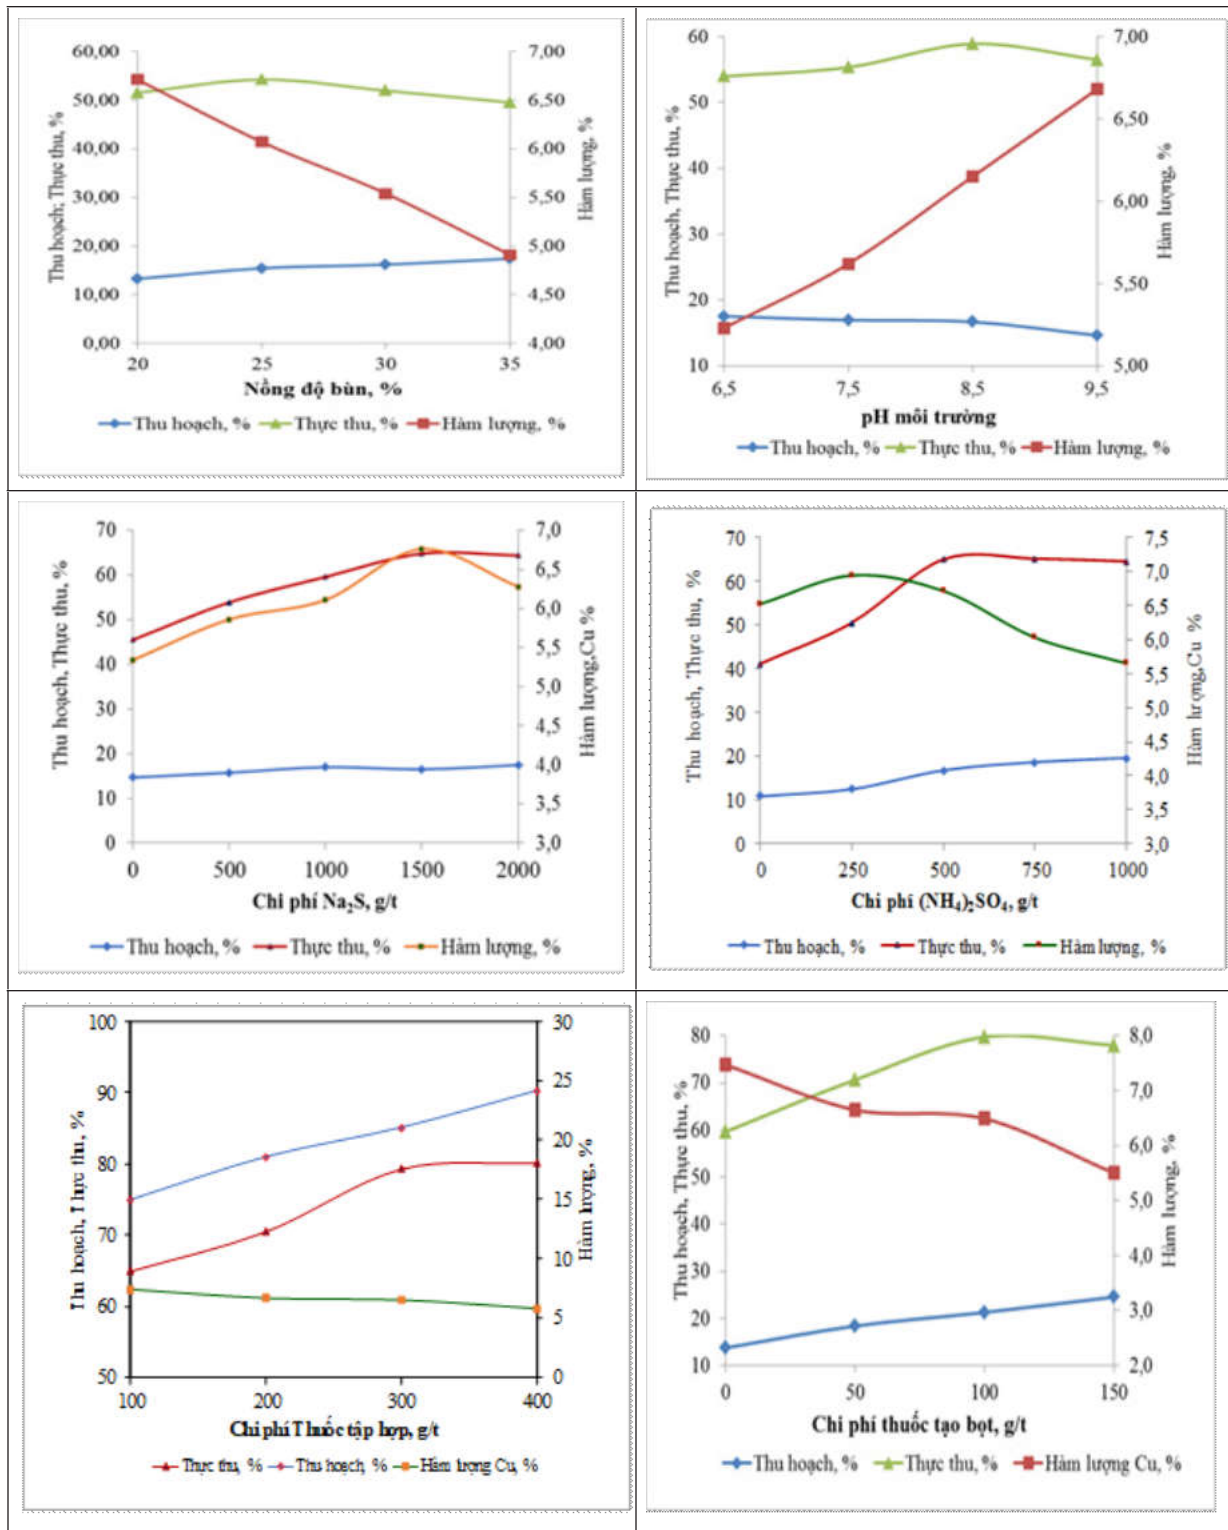 60,00
50,00
40,00
30,00
20,00
10,00
0,00
Thu hoạch; Thực thu, %
7,00
6,50
6,00
5,50
5,00
4,50
4,00
Hàm lượng, %
20 25 30 35
Nồng độ bùn, %
Thu hoạch, % Thực thu, % Hàm lượng, %
60
50
40
30
20
10
Thu hoạch, Thực thu, %
7,00
6,50
6,00
5,50
5,00
Hàm lượng, %
6,5 7,5 8,5 9,5
pH môi trường
Thu hoạch, % Thực thu, % Hàm lượng, %
70
60
50
40
30
20
10
0
Thu hoạch, Thực thu, %
7,0
6,5
6,0
5,5
5,0
4,5
4,0
3,5
3,0
Hàm lượng,Cu %
0 500 1000 1500 2000
Chi phí Na₂S, g/t
Thu hoạch, % Thực thu, % Hàm lượng, %
70
60
50
40
30
20
10
0
Thu hoạch, Thực thu, %
7,5
7,0
6,5
6,0
5,5
5,0
4,5
4,0
3,5
3,0
Hàm lượng,Cu %
0 250 500 750 1000
Chi phí (NH₄)₂SO₄, g/t
Thu hoạch, % Thực thu, % Hàm lượng, %
100
90
80
70
60
50
Thu hoạch, Thực thu, %
30
25
20
15
10
5
0
Hàm lượng, %
100 200 300 400
Chi phí Thuốc tập hợp, g/t
Thực thu, % Thu hoạch, % Hàm lượng Cu, %
80
70
60
50
40
30
20
10
Thu hoạch, Thực thu, %
8,0
7,0
6,0
5,0
4,0
3,0
2,0
Hàm lượng, %
0 50 100 150
Chi phí thuốc tạo bọt, g/t
Thu hoạch, % Thực thu, % Hàm lượng Cu, %